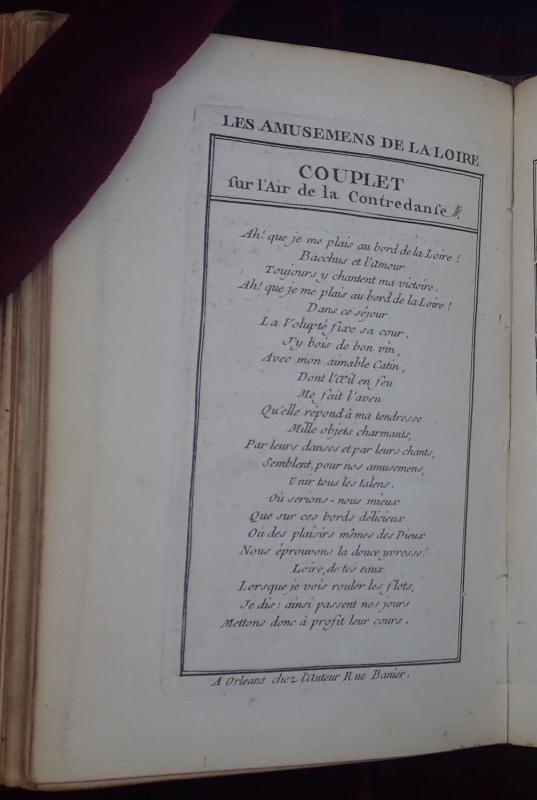 LES AMUSEMENS DE LA LOIRE
COUPLET
sur l'Air de la Contredanse
Ah! que je me plais au bord de la Loire !
Bacchus et l'amour
Toujours y chantent ma victoire.
Ah! que je me plais au bord de la Loire !
Dans ce séjour
La Volupté fixe sa cour.
J'y bois de bon vin,
Avec mon aimable Catin,
Dont l'Œil en feu
Me fait l'aveu
Qu'elle répond à ma tendresse
Mille objets charmants,
Par leurs danses et par leurs chants,
Semblent, pour nos amusemens,
Unir tous les talens.
Où serions-nous mieux
Que sur ces bords délicieux
Où des plaisirs mêmes des Dieux
Nous éprouvons la douce yvresse!
Loire, de tes eaux
Lorsque je vois rouler les flots,
Je dis : ainsi passent nos jours
Mettons donc à profit leur cours.
A Orleans chez l'Auteur Rue Banier.